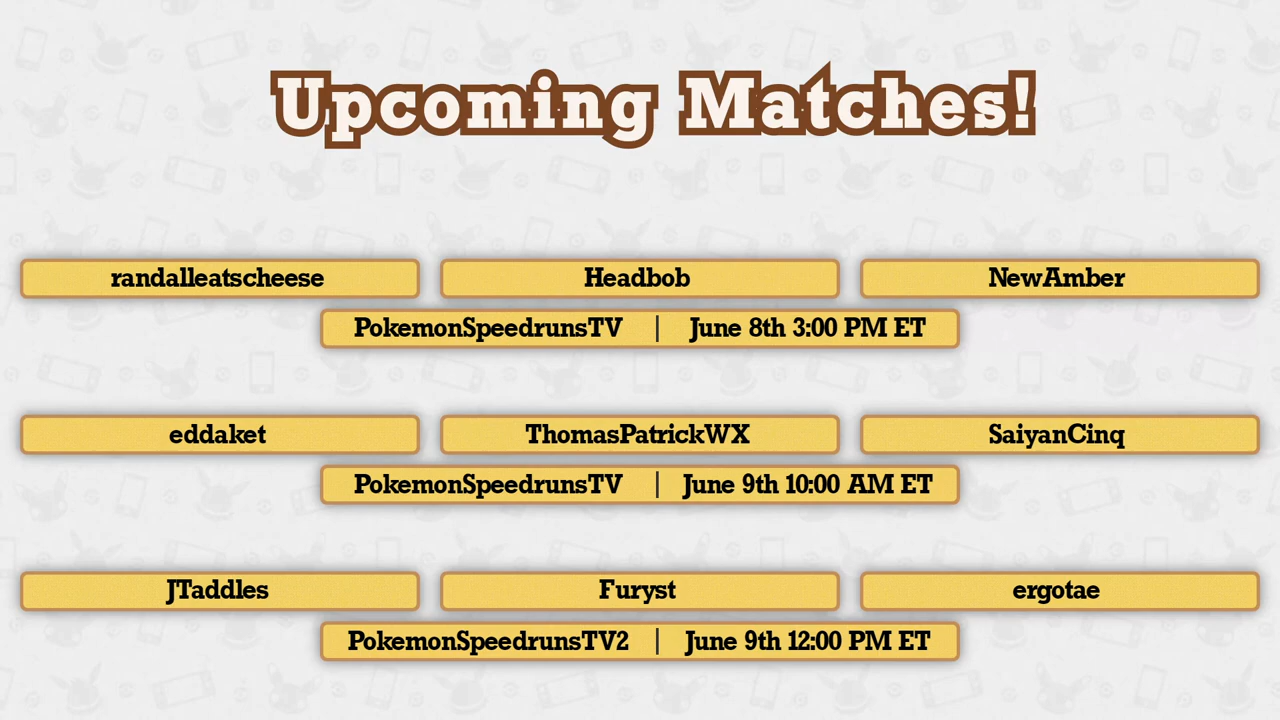 Upcoming Matches!
randalleatscheese Headbob NewAmber
PokemonSpeedrunsTV | June 8th 3:00 PM ET
eddaket ThomasPatrickWX SaiyanCinq
PokemonSpeedrunsTV | June 9th 10:00 AM ET
JTaddles Furyst ergotae
PokemonSpeedrunsTV2 | June 9th 12:00 PM ET